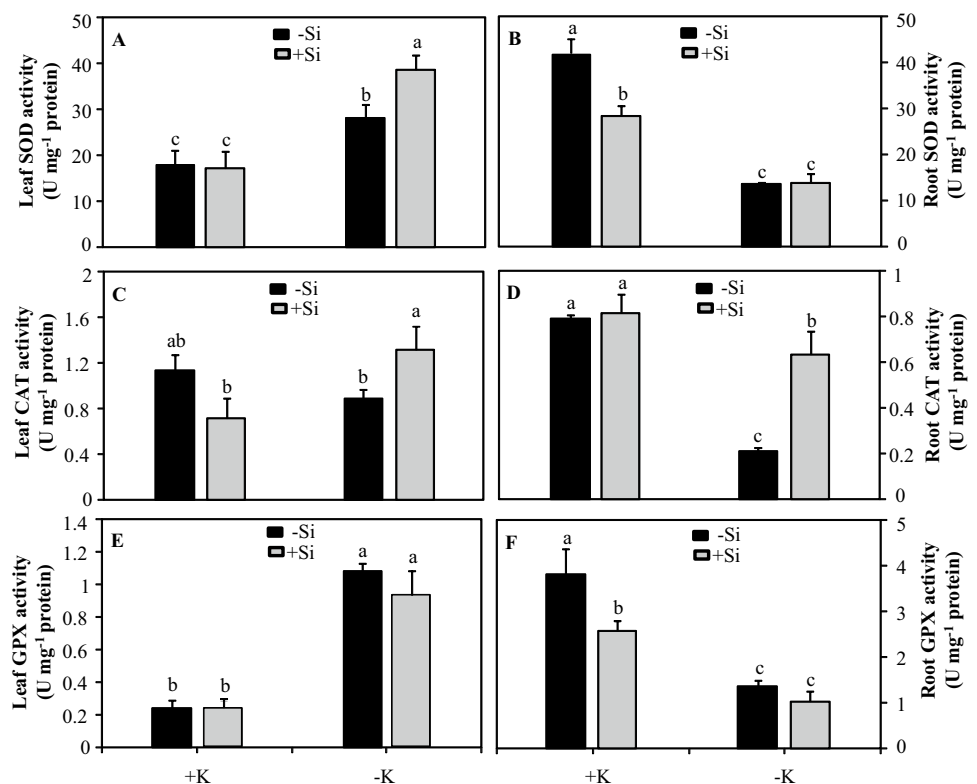 A
-Si
+Si
Leaf SOD activity
(U mg⁻¹ protein)
50
40
30
20
10
0
c
c
b
a
B
-Si
+Si
Root SOD activity
(U mg⁻¹ protein)
50
40
30
20
10
0
a
b
c
c
C
-Si
+Si
Leaf CAT activity
(U mg⁻¹ protein)
2
1.6
1.2
0.8
0.4
0
ab
b
b
a
D
-Si
+Si
Root CAT activity
(U mg⁻¹ protein)
1
0.8
0.6
0.4
0.2
0
a
a
c
b
E
-Si
+Si
Leaf GPX activity
(U mg⁻¹ protein)
1.4
1.2
1
0.8
0.6
0.4
0.2
0
b
b
a
a
+K
-K
F
-Si
+Si
Root GPX activity
(U mg⁻¹ protein)
5
4
3
2
1
0
a
b
c
c
+K
-K